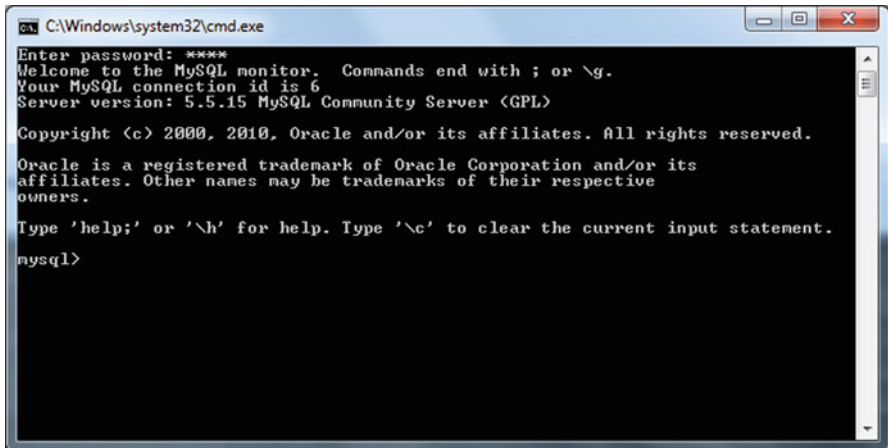 C:\Windows\system32\cmd.exe
Enter password: ****
Welcome to the MySQL monitor.  Commands end with ; or \g.
Your MySQL connection id is 6
Server version: 5.5.15 MySQL Community Server (GPL)
Copyright (c) 2000, 2010, Oracle and/or its affiliates. All rights reserved.
Oracle is a registered trademark of Oracle Corporation and/or its
affiliates. Other names may be trademarks of their respective
owners.
Type 'help;' or '\h' for help. Type '\c' to clear the current input statement.
mysql>